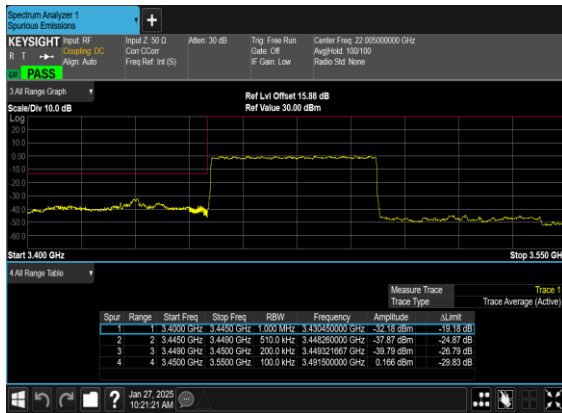 Spectrum Analyzer 1
Spurious Emissions
KEYSIGHT Input: RF Input Z: 50 Ω Atten: 30 dB Trig: Free Run Center Freq: 22.005000000 GHz
R T Coupling: DC Corr CCorr Gate: Off Avg|Hold: 100/100
Align: Auto Freq Ref: Int (S) IF Gain: Low Radio Std: None
PASS
3 All Range Graph
Ref Lvl Offset 15.88 dB
Scale/Div 10.0 dB Ref Value 30.00 dBm
Log
20.0
10.0
0.00
-10.0
-20.0
-30.0
-40.0
-50.0
-60.0
Start 3.400 GHz Stop 3.550 GH
4 All Range Table
Measure Trace Trace 1
Trace Type Trace Average (Active)
Spur Range Start Freq Stop Freq RBW Frequency Amplitude ΔLimit
1 1 3.4000 GHz 3.4450 GHz 1.000 MHz 3.430450000 GHz -32.18 dBm -19.18 dB
2 2 3.4450 GHz 3.4490 GHz 510.0 kHz 3.448260000 GHz -37.87 dBm -24.87 dB
3 3 3.4490 GHz 3.4500 GHz 200.0 kHz 3.449321667 GHz -39.79 dBm -26.79 dB
4 4 3.4500 GHz 3.5500 GHz 100.0 kHz 3.491500000 GHz 0.166 dBm -29.83 dB
Jan 27, 2025
10:21:21 AM